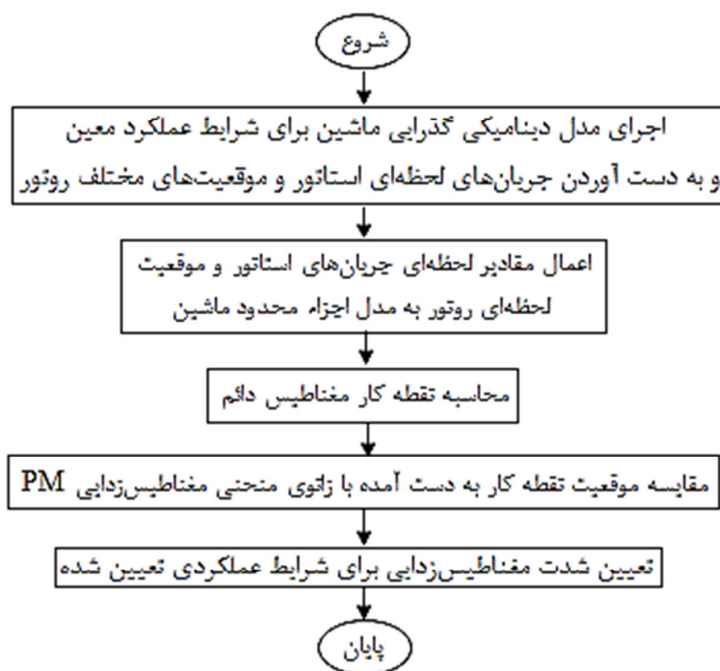 شروع
اجرای مدل دینامیکی گذرایی ماشین برای شرایط عملکرد معین
و به دست آوردن جریان‌های لحظه‌ای استاتور و موقعیت‌های مختلف روتور
اعمال مقادیر لحظه‌ای جریان‌های استاتور و موقعیت
لحظه‌ای روتور به مدل اجزاء محدود ماشین
محاسبه نقطه کار مغناطیس دائم
مقایسه موقعیت نقطه کار به دست آمده با زانوی منحنی مغناطیس‌زدایی PM
تعیین شدت مغناطیس‌زدایی برای شرایط عملکردی تعیین شده
پایان